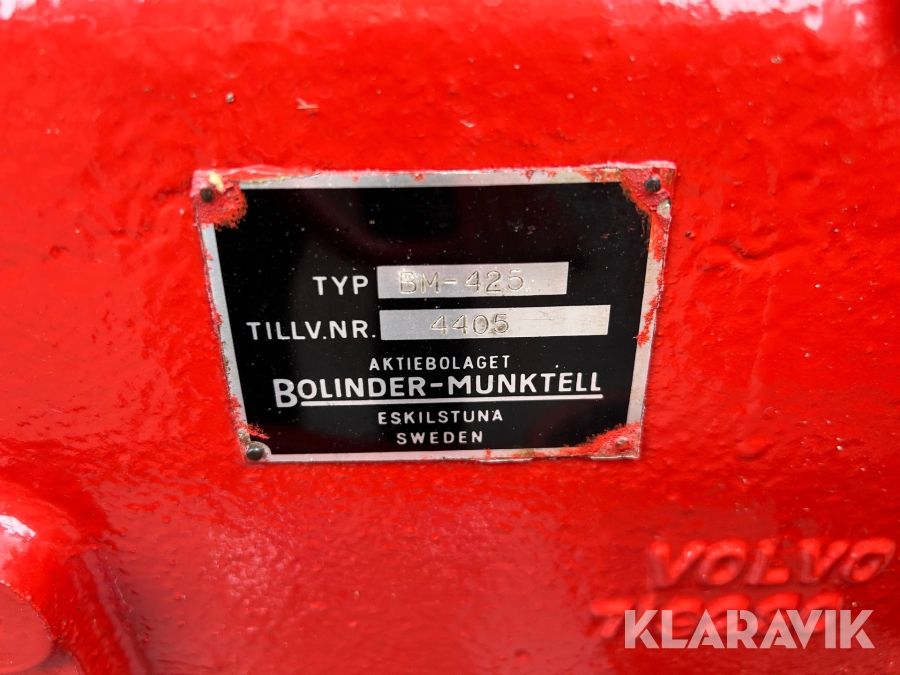 TYP BM-425
TILLV.NR. 4405
AKTIEBOLAGET
BOLINDER-MUNKTELL
ESKILSTUNA
SWEDEN
VOLVO
KLARAVIK